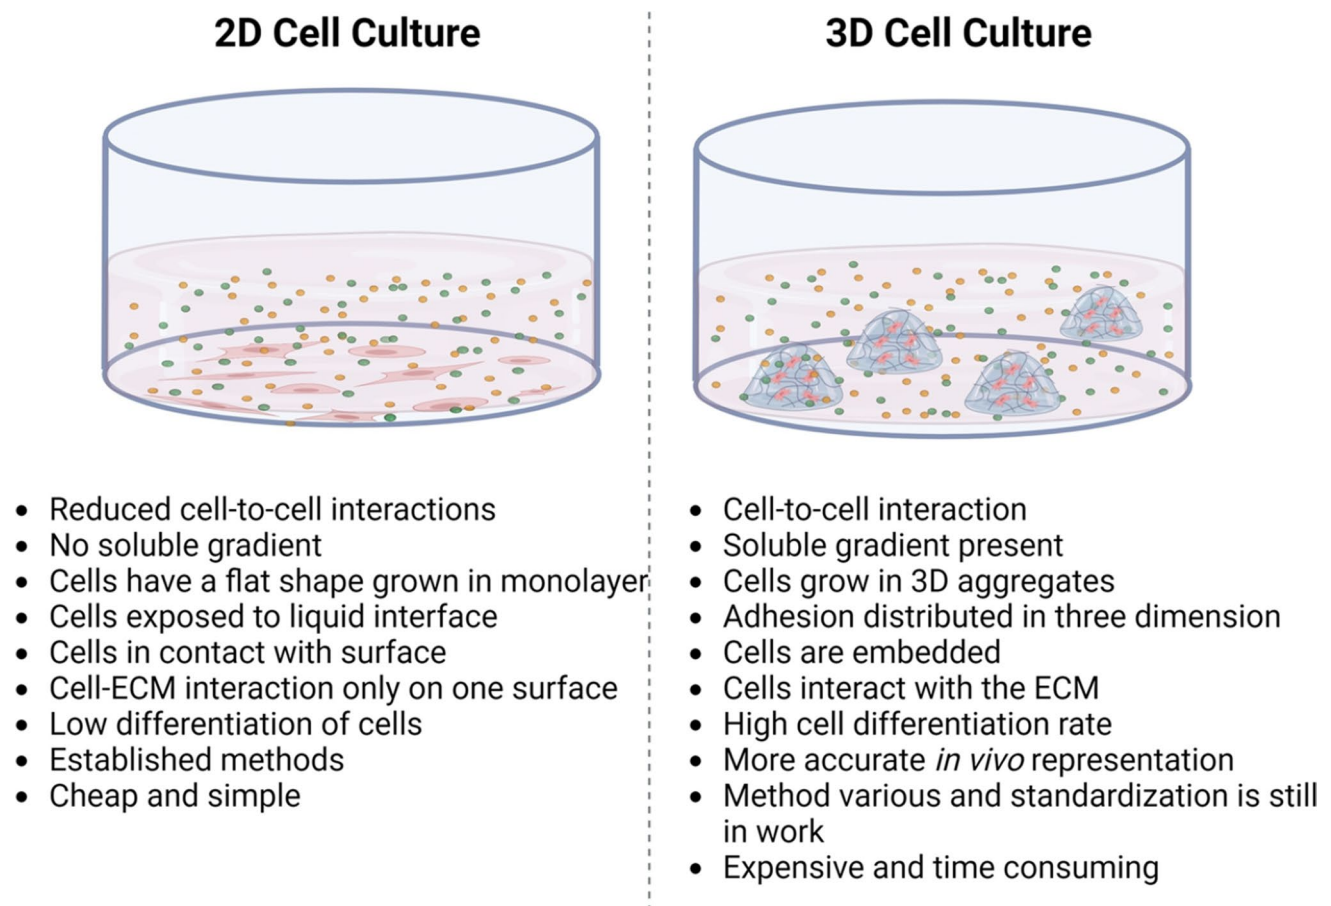 2D Cell Culture
• Reduced cell-to-cell interactions
• No soluble gradient
• Cells have a flat shape grown in monolayer
• Cells exposed to liquid interface
• Cells in contact with surface
• Cell-ECM interaction only on one surface
• Low differentiation of cells
• Established methods
• Cheap and simple
3D Cell Culture
• Cell-to-cell interaction
• Soluble gradient present
• Cells grow in 3D aggregates
• Adhesion distributed in three dimension
• Cells are embedded
• Cells interact with the ECM
• High cell differentiation rate
• More accurate in vivo representation
• Method various and standardization is still
in work
• Expensive and time consuming